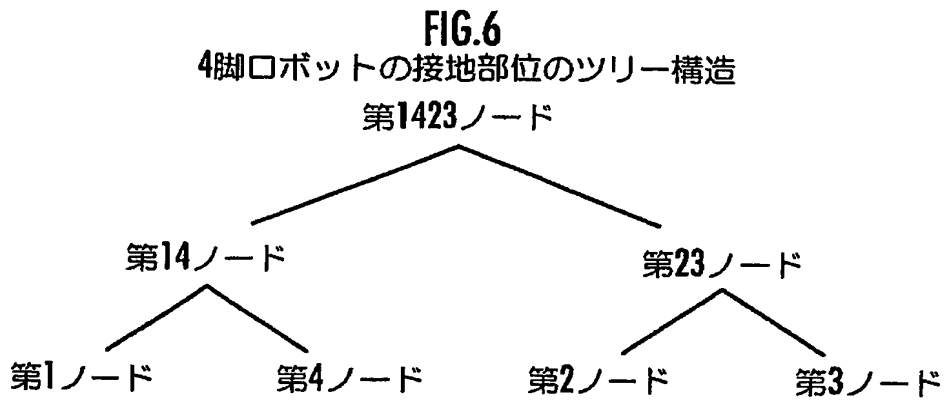 FIG.6
4脚ロボットの接地部位のツリー構造
第1423ノード
第14ノード
第23ノード
第1ノード
第4ノード
第2ノード
第3ノード